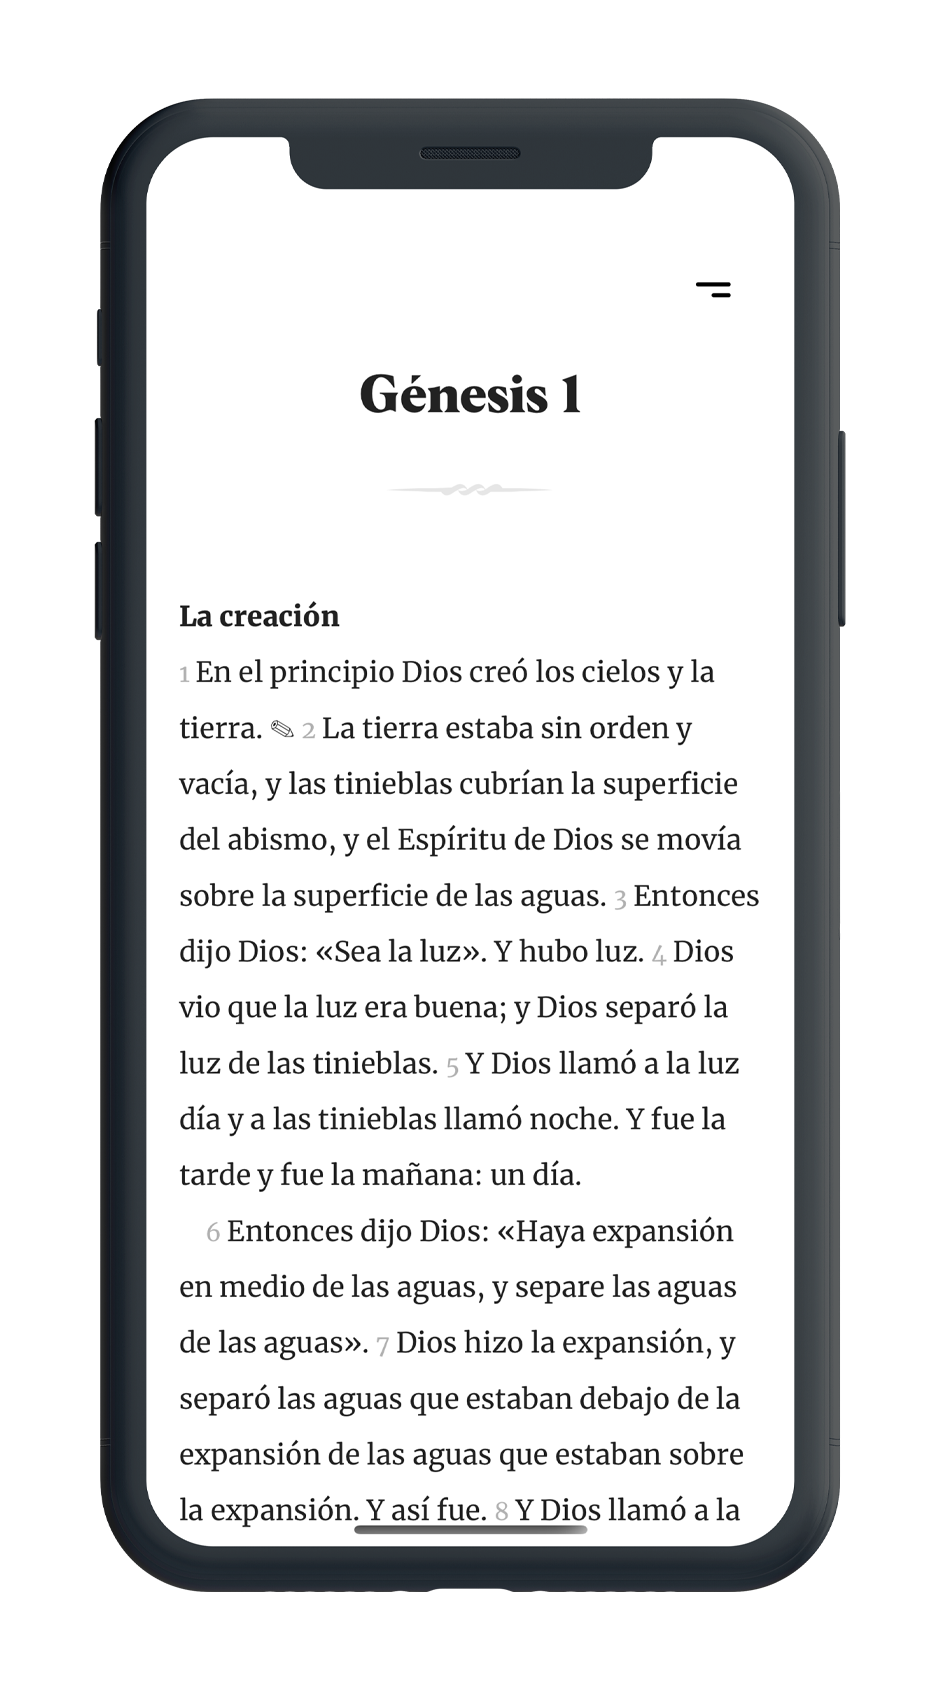 Génesis 1
La creación
1 En el principio Dios creó los cielos y la
tierra. ✎ 2 La tierra estaba sin orden y
vacía, y las tinieblas cubrían la superficie
del abismo, y el Espíritu de Dios se movía
sobre la superficie de las aguas. 3 Entonces
dijo Dios: «Sea la luz». Y hubo luz. 4 Dios
vio que la luz era buena; y Dios separó la
luz de las tinieblas. 5 Y Dios llamó a la luz
día y a las tinieblas llamó noche. Y fue la
tarde y fue la mañana: un día.
6 Entonces dijo Dios: «Haya expansión
en medio de las aguas, y separe las aguas
de las aguas». 7 Dios hizo la expansión, y
separó las aguas que estaban debajo de la
expansión de las aguas que estaban sobre
la expansión. Y así fue. 8 Y Dios llamó a la